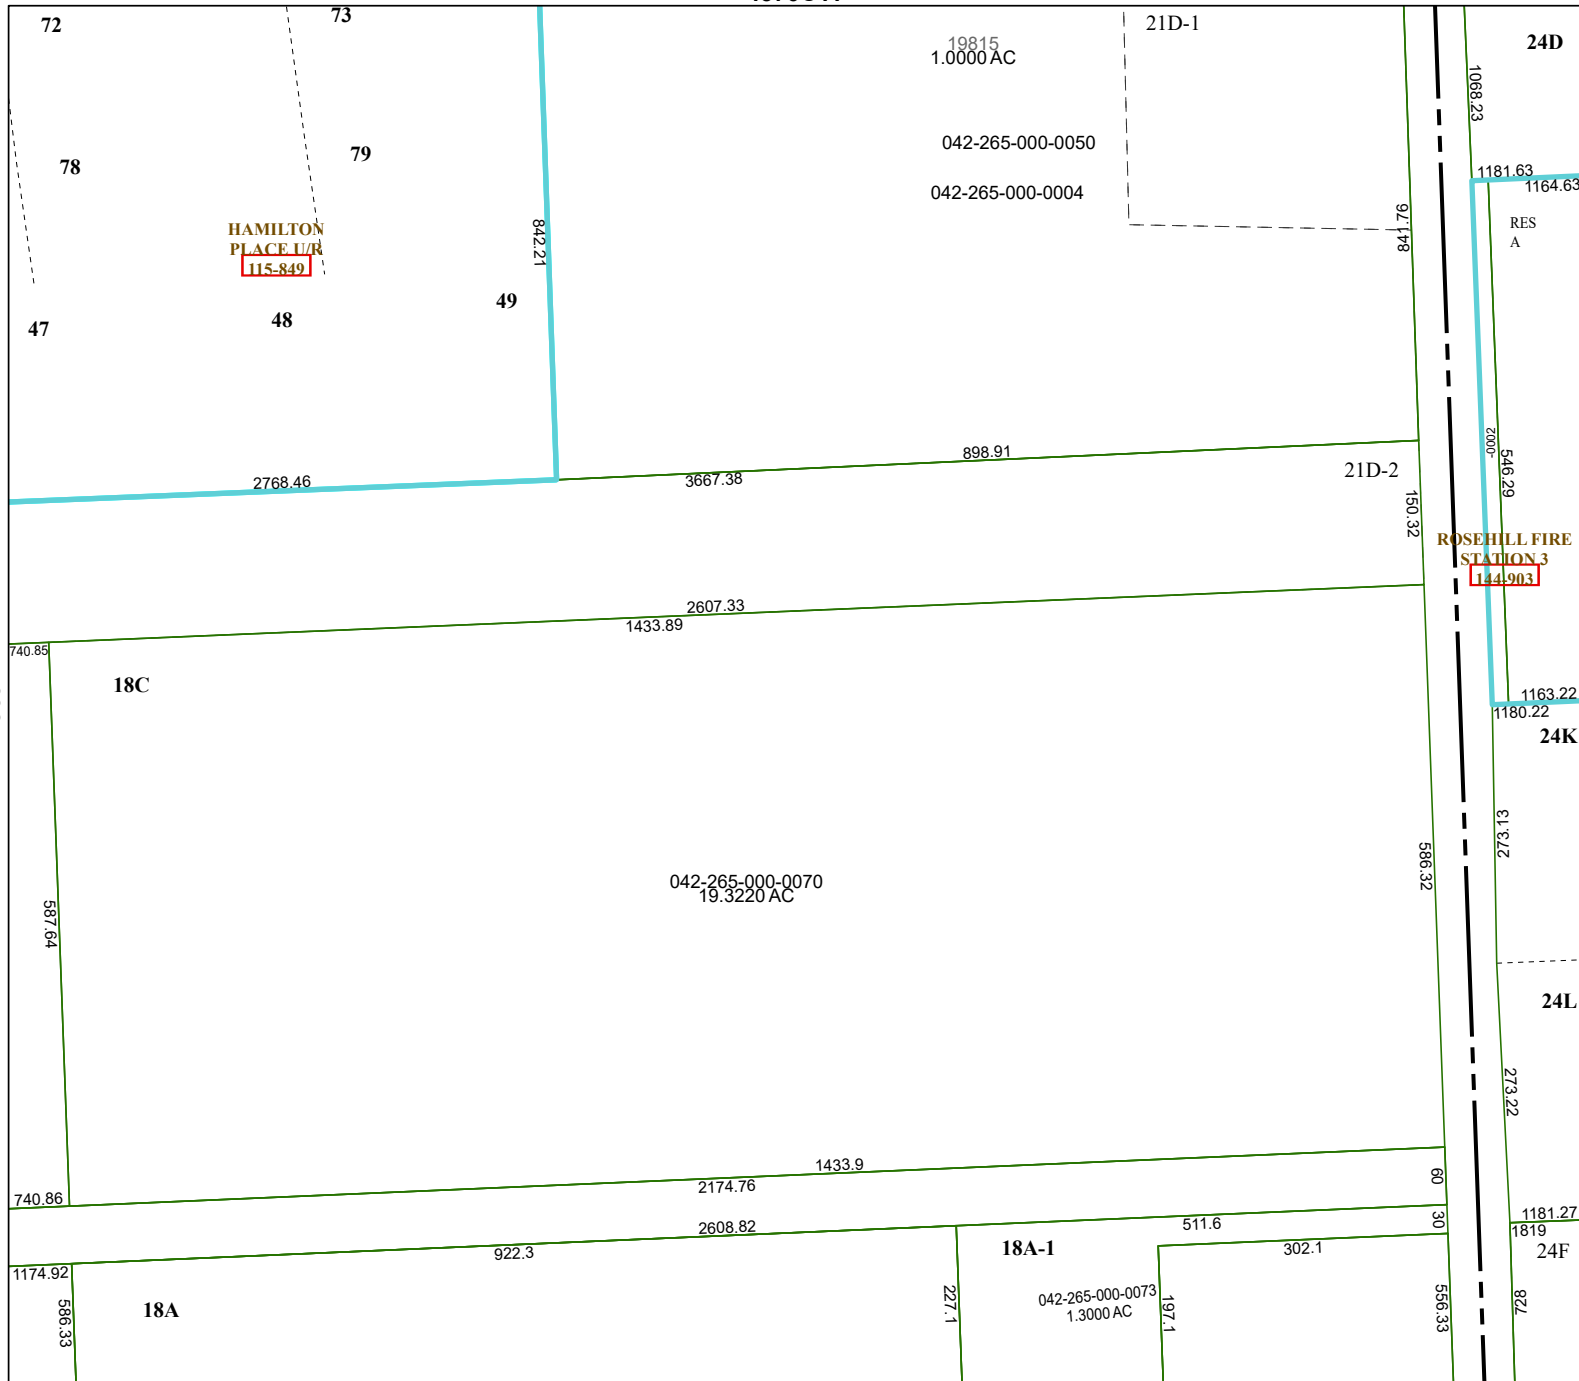 72
73
19815
1.0000 AC
21D-1
24D
1068.23
78
79
042-265-000-0050
042-265-000-0004
1181.63
1164.63
RES
A
HAMILTON
PLACE U/R
115-849
842.21
841.76
47
48
49
-0002
546.29
2768.46
898.91
3667.38
21D-2
150.32
ROSEHILL FIRE
STATION 3
144-903
2607.33
1433.89
740.85
18C
1163.22
1180.22
24K
273.13
586.32
042-265-000-0070
19.3220 AC
587.64
24L
273.22
1433.9
2174.76
740.86
60
2608.82
922.3
511.6
30
1181.27
1819
1174.92
18A-1
302.1
24F
586.33
18A
227.1
042-265-000-0073
1.3000 AC
197.1
556.33
728